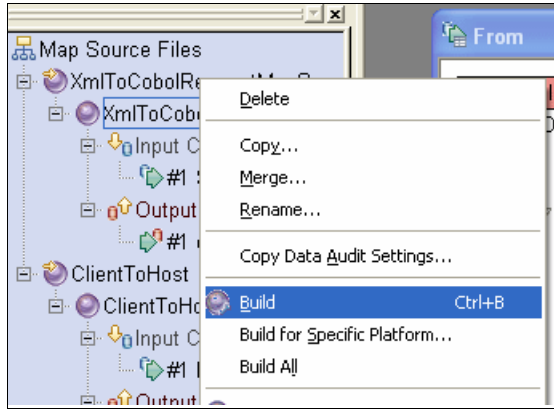 Map Source Files
From
XmlToCobolRe
Delete
XmlToCob
Input C
Copy...
#1
Merge...
Output
Rename...
#1
Copy Data Audit Settings...
ClientToHost
ClientToHo
Build Ctrl+B
Input C
Build for Specific Platform...
#1
Build All
Output